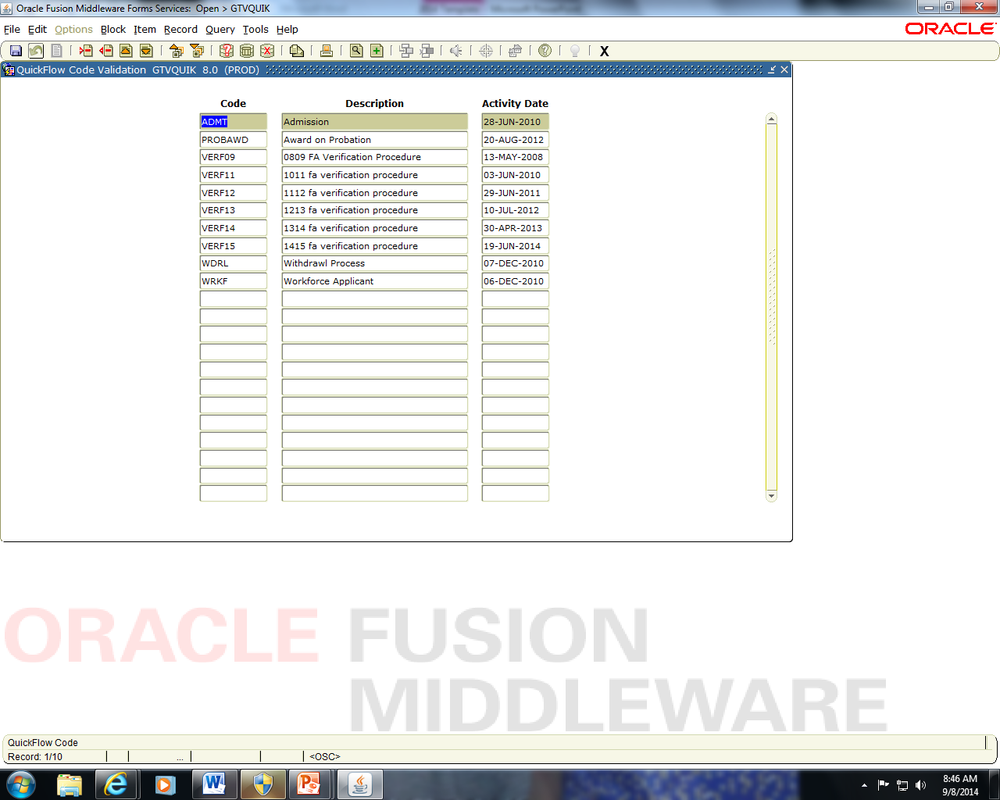 Oracle Fusion Middleware Forms Services: Open > GTVQUIK
File Edit Options Block Item Record Query Tools Help
ORACLE
X
QuickFlow Code Validation GTVQUIK 8.0 (PROD)
Code Description Activity Date
ADMT Admission 28-JUN-2010
PROBAWD Award on Probation 20-AUG-2012
VERF09 0809 FA Verification Procedure 13-MAY-2008
VERF11 1011 fa verification procedure 03-JUN-2010
VERF12 1112 fa verification procedure 29-JUN-2011
VERF13 1213 fa verification procedure 10-JUL-2012
VERF14 1314 fa verification procedure 30-APR-2013
VERF15 1415 fa verification procedure 19-JUN-2014
WDRL Withdrawl Process 07-DEC-2010
WRKF Workforce Applicant 06-DEC-2010
ORACLE FUSION
MIDDLEWARE
QuickFlow Code
Record: 1/10 ... <OSC>
8:46 AM
9/8/2014